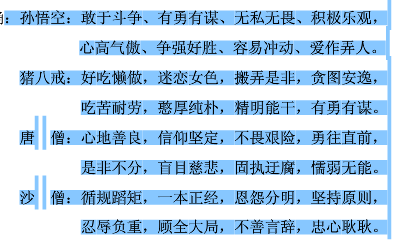 ：孙悟空：敢于斗争、有勇有谋、无私无畏、积极乐观，
心高气傲、争强好胜、容易冲动、爱作弄人。
猪八戒：好吃懒做，迷恋女色，搬弄是非，贪图安逸，
吃苦耐劳，憨厚纯朴，精明能干，有勇有谋。
唐 僧：心地善良，信仰坚定，不畏艰险，勇往直前，
是非不分，盲目慈悲，固执迂腐，懦弱无能。
沙 僧：循规蹈矩，一本正经，恩怨分明，坚持原则，
忍辱负重，顾全大局，不善言辞，忠心耿耿。